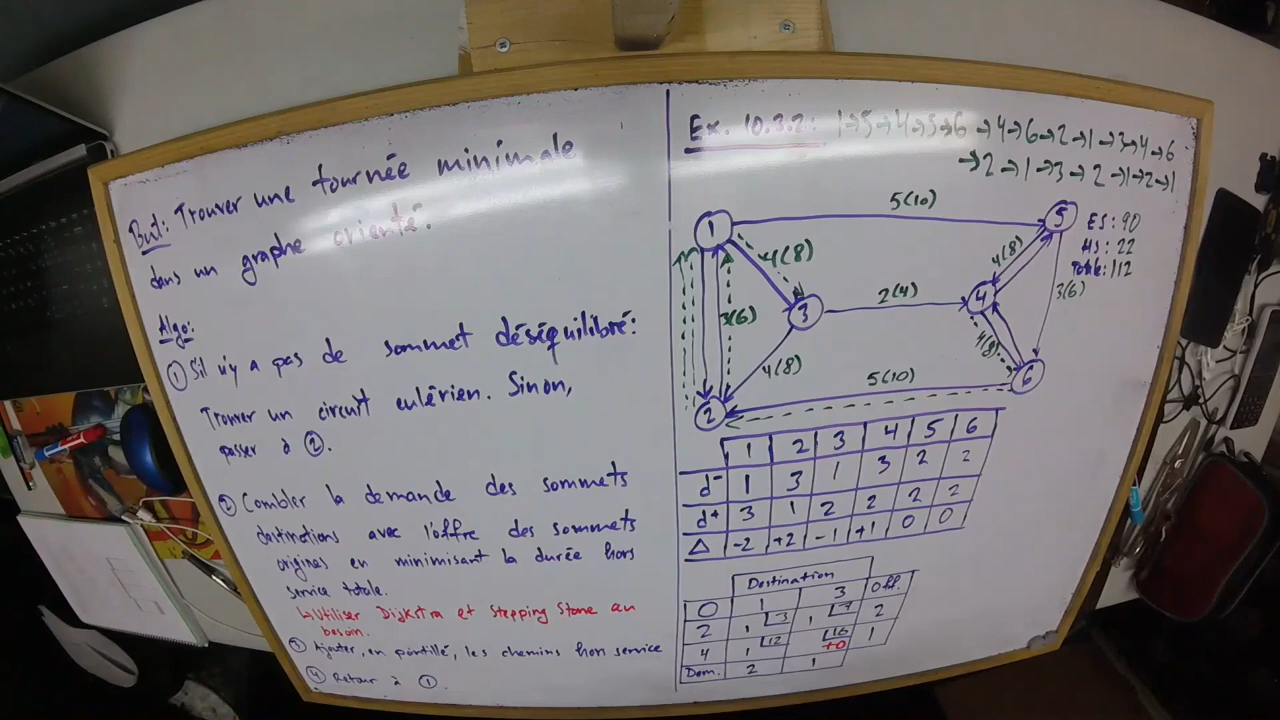 But: Trouver une tournée minimale
dans un graphe orienté.
Algo:
① S'il n'y a pas de sommet déséquilibré:
Trouver un circuit eulérien. Sinon,
passer à ②.
② Combler la demande des sommets
destinations avec l'offre des sommets
origines en minimisant la durée hors
service totale.
↳ Utiliser Dijkstra et Stepping Stone au
besoin.
③ Ajouter, en pointillé, les chemins hors service
④ Retour à ①.
Ex. 10.3.2: 1→5→4→5→6→4→6→2→1→3→4→6
→2→1→3→2→1→2→1
1
5(10)
5
ES: 90
HS: 22
Totale: 112
4(8)
4(8)
3
2(4)
4
3(6)
3(6)
4(8)
4(8)
5(10)
6
2
1 2 3 4 5 6
d⁻ 1 3 1 3 2 2
d⁺ 3 1 2 2 2 2
Δ -2 +2 -1 +1 0 0
Destination
O 1 3 Off.
2 1 3 1 7 2
4 1 12 16 +0 1
Dem. 2 1